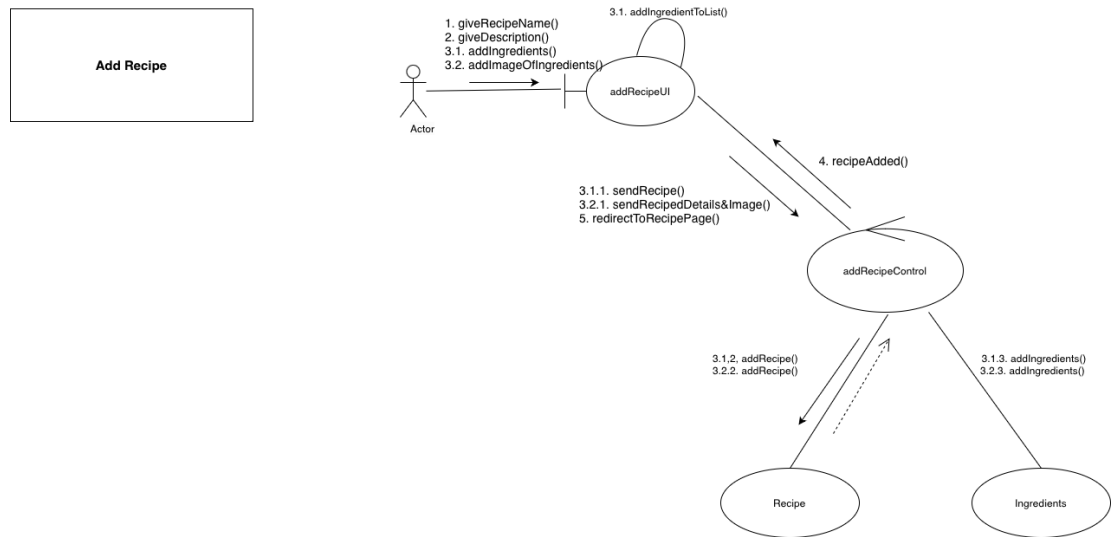 Add Recipe
3.1. addIngredientToList()
1. giveRecipeName()
2. giveDescription()
3.1. addIngredients()
3.2. addImageOfIngredients()
addRecipeUI
Actor
4. recipeAdded()
3.1.1. sendRecipe()
3.2.1. sendRecipedDetails&Image()
5. redirectToRecipePage()
addRecipeControl
3.1,2, addRecipe()
3.2.2. addRecipe()
3.1.3. addIngredients()
3.2.3. addIngredients()
Recipe
Ingredients